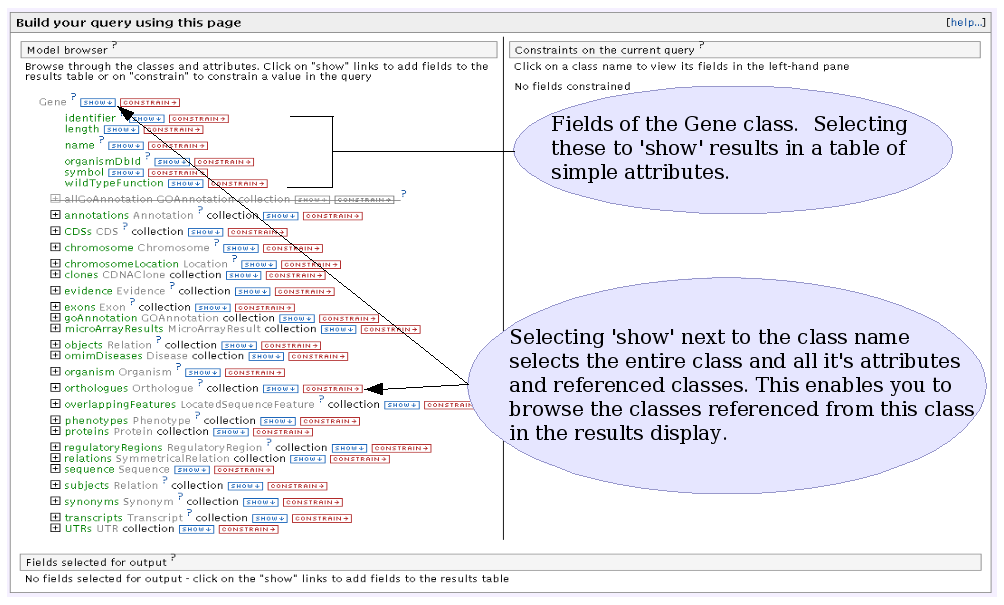 Build your query using this page [help...]
Model browser ?
Browse through the classes and attributes. Click on "show" links to add fields to the
results table or on "constrain" to constrain a value in the query
Gene ? SHOW↓ CONSTRAIN→
identifier SHOW↓ CONSTRAIN→
length SHOW↓ CONSTRAIN→
name ? SHOW↓ CONSTRAIN→
organismDbId ? SHOW↓ CONSTRAIN→
symbol SHOW↓ CONSTRAIN→
wildTypeFunction SHOW↓ CONSTRAIN→
allGoAnnotation GOAnnotation collection SHOW↓ CONSTRAIN→ ?
annotations Annotation ? collection SHOW↓ CONSTRAIN→
CDSs CDS ? collection SHOW↓ CONSTRAIN→
chromosome Chromosome ? SHOW↓ CONSTRAIN→
chromosomeLocation Location ? SHOW↓ CONSTRAIN→
clones CDNAClone collection SHOW↓ CONSTRAIN→
evidence Evidence ? collection SHOW↓ CONSTRAIN→
exons Exon ? collection SHOW↓ CONSTRAIN→
goAnnotation GOAnnotation collection SHOW↓ CONSTRAIN→
microArrayResults MicroArrayResult collection SHOW↓ CONSTRAIN→
objects Relation ? collection SHOW↓ CONSTRAIN→
omimDiseases Disease collection SHOW↓ CONSTRAIN→
organism Organism ? SHOW↓ CONSTRAIN→
orthologues Orthologue ? collection SHOW↓ CONSTRAIN→
overlappingFeatures LocatedSequenceFeature ? collection SHOW↓ CONSTRAIN
phenotypes Phenotype ? collection SHOW↓ CONSTRAIN→
proteins Protein collection SHOW↓ CONSTRAIN→
regulatoryRegions RegulatoryRegion ? collection SHOW↓ CONSTRAIN→
relations SymmetricalRelation collection SHOW↓ CONSTRAIN→
sequence Sequence SHOW↓ CONSTRAIN→
subjects Relation ? collection SHOW↓ CONSTRAIN→
synonyms Synonym ? collection SHOW↓ CONSTRAIN→
transcripts Transcript ? collection SHOW↓ CONSTRAIN→
UTRs UTR collection SHOW↓ CONSTRAIN→
Constraints on the current query ?
Click on a class name to view its fields in the left-hand pane
No fields constrained
Fields of the Gene class. Selecting
these to 'show' results in a table of
simple attributes.
Selecting 'show' next to the class name
selects the entire class and all it's attributes
and referenced classes. This enables you to
browse the classes referenced from this class
in the results display.
Fields selected for output ?
No fields selected for output - click on the "show" links to add fields to the results table